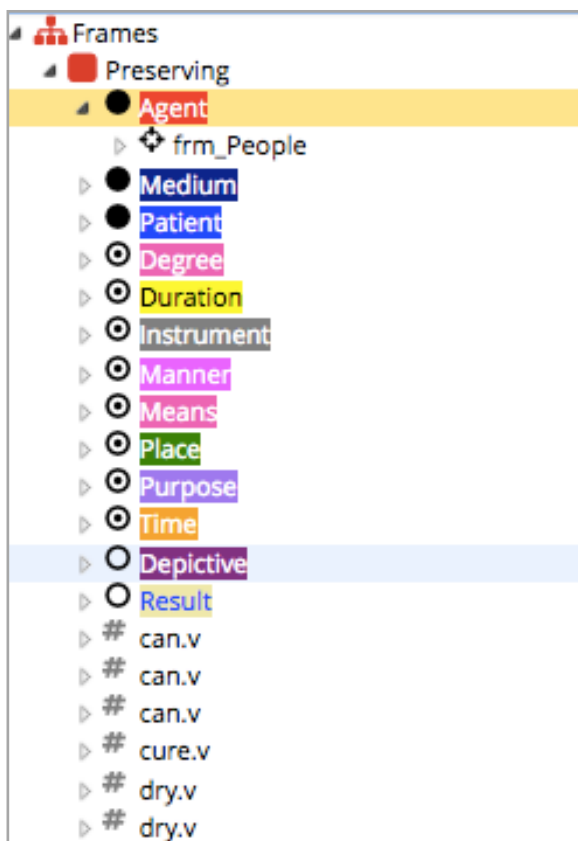 Frames
Preserving
Agent
frm_People
Medium
Patient
Degree
Duration
Instrument
Manner
Means
Place
Purpose
Time
Depictive
Result
# can.v
# can.v
# can.v
# cure.v
# dry.v
# dry.v